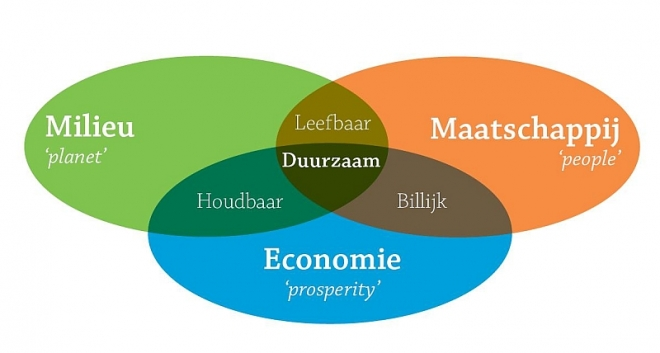 Milieu
‘planet’
Leefbaar
Maatschappij
‘people’
Duurzaam
Houdbaar
Billijk
Economie
‘prosperity’